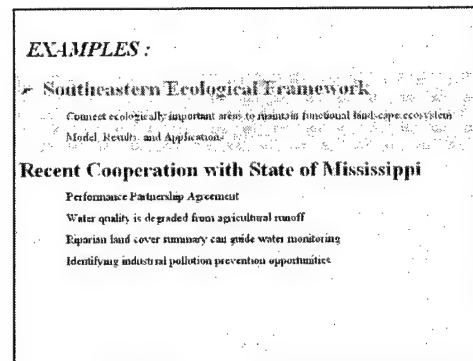 EXAMPLES :
➢ Southeastern Ecological Framework
Connect ecologically important areas to maintain functional landscape/ecosystem
Model, Results, and Applications
Recent Cooperation with State of Mississippi
Performance Partnership Agreement
Water quality is degraded from agricultural runoff
Riparian land cover summary can guide water monitoring
Identifying industrial pollution prevention opportunities